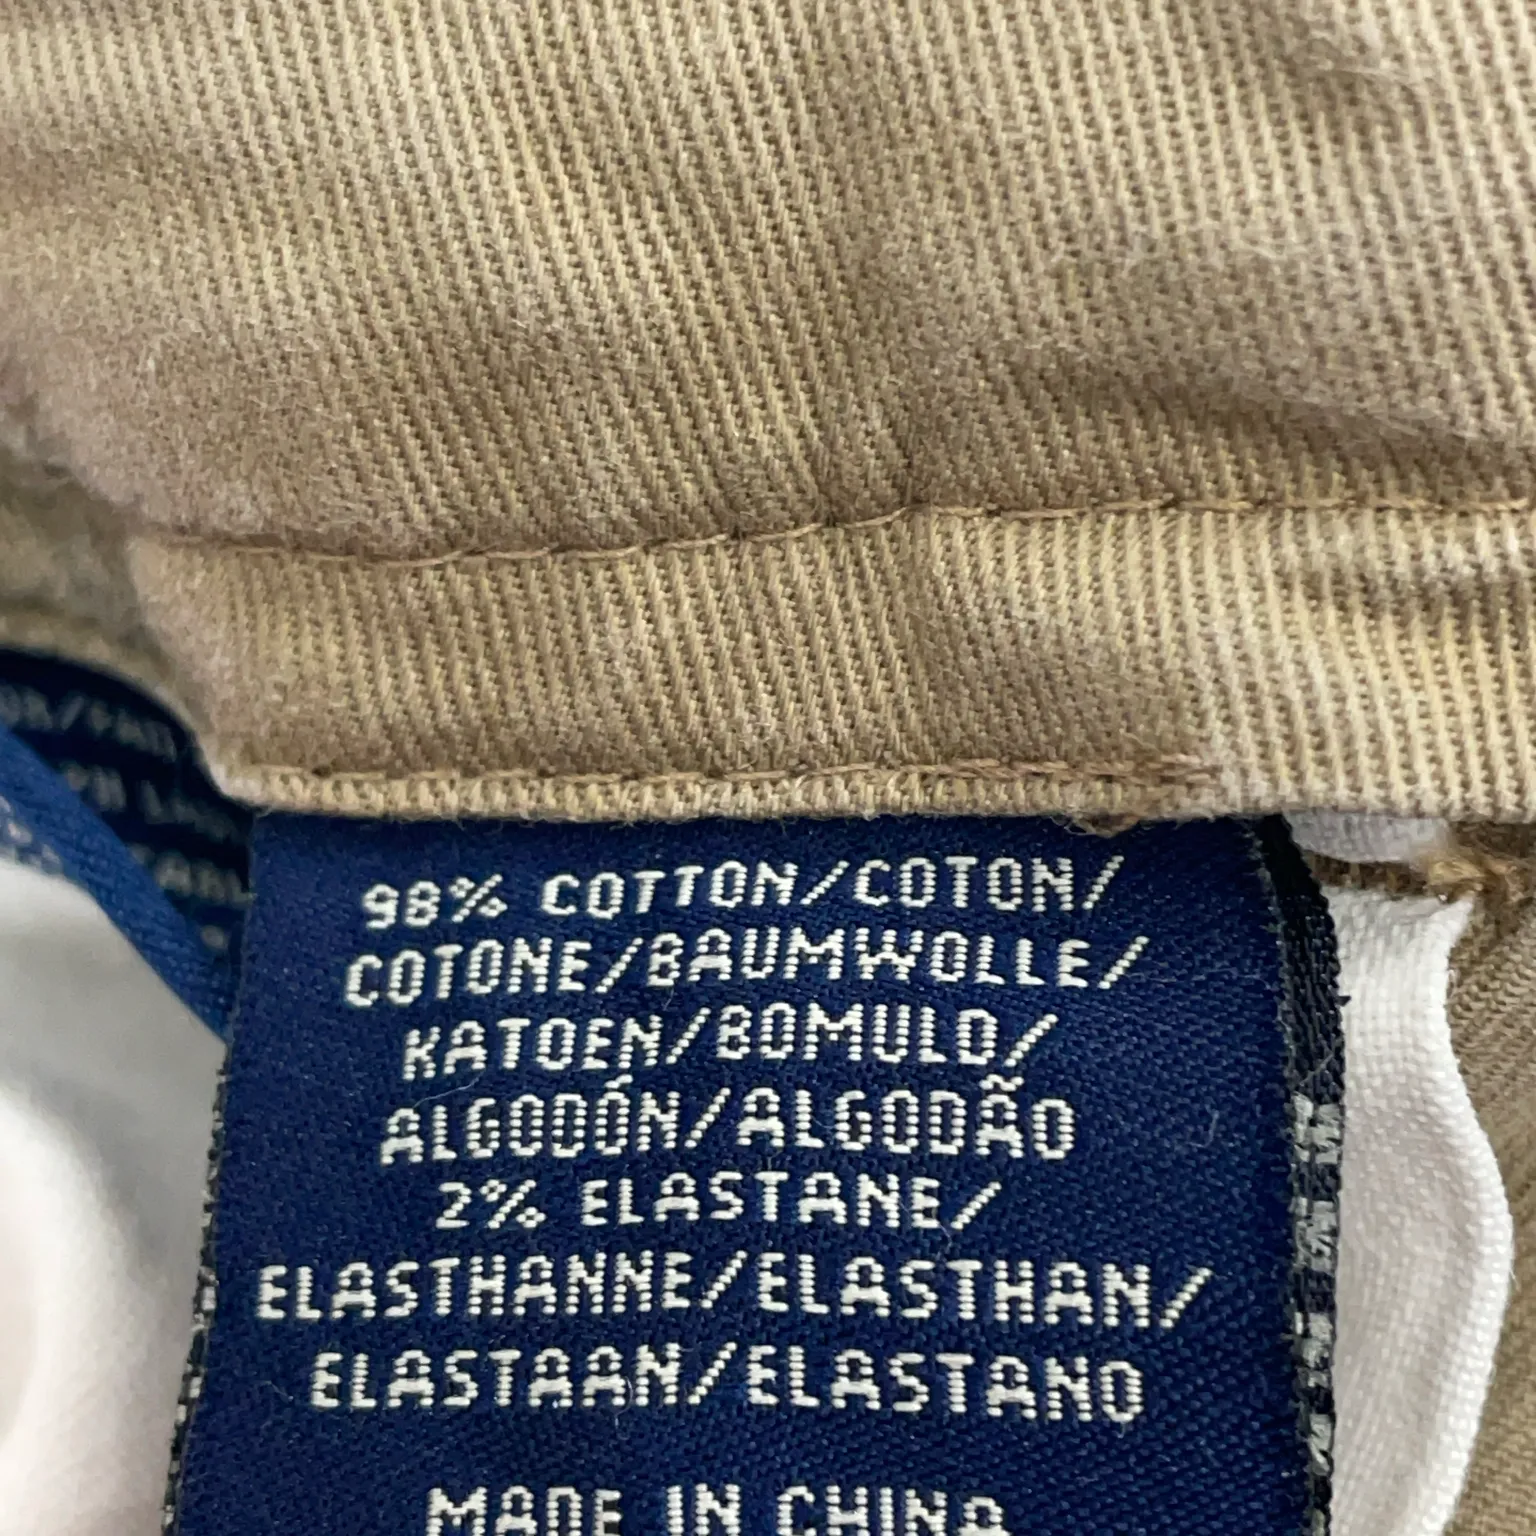 98% COTTON/COTON/
COTONE/BAUMWOLLE/
KATOEN/BOMULD/
ALGODÓN/ALGODÃO
2% ELASTANE/
ELASTHANNE/ELASTHAN/
ELASTAAN/ELASTANO
MADE IN CHINA